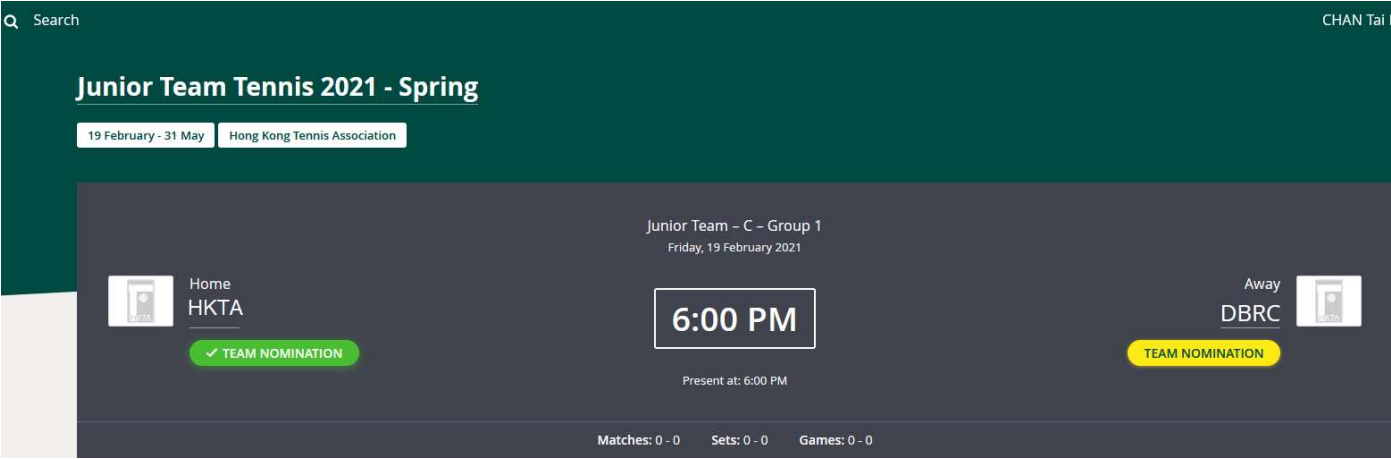 Search
CHAN Tai
Junior Team Tennis 2021 - Spring
19 February - 31 May
Hong Kong Tennis Association
Junior Team – C – Group 1
Friday, 19 February 2021
Home
HKTA
TEAM NOMINATION
6:00 PM
Present at: 6:00 PM
Away
DBRC
TEAM NOMINATION
Matches: 0 - 0 Sets: 0 - 0 Games: 0 - 0